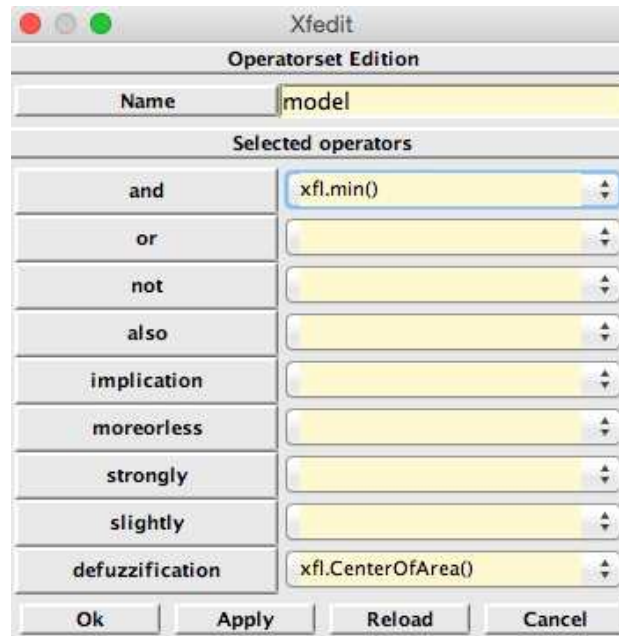 Xfedit
Operatorset Edition
Name model
Selected operators
and xfl.min()
or
not
also
implication
moreorless
strongly
slightly
defuzzification xfl.CenterOfArea()
Ok Apply Reload Cancel